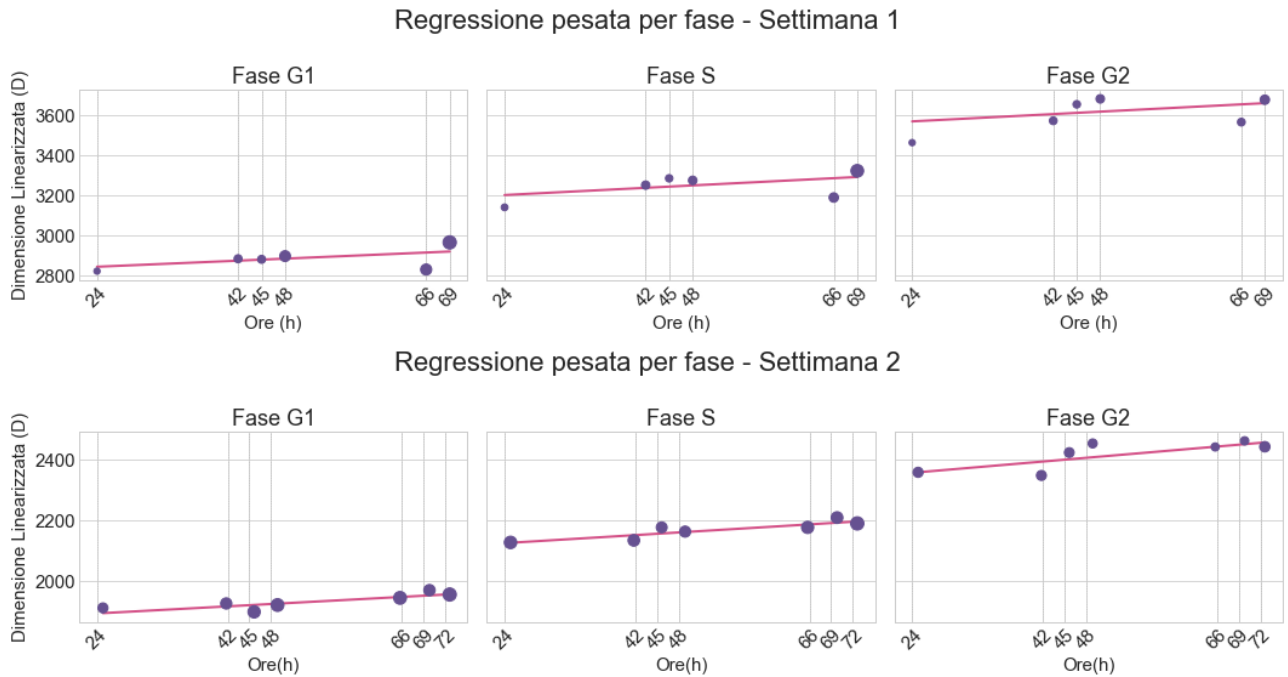 Regressione pesata per fase - Settimana 1
Fase G1 Fase S Fase G2
Dimensione Linearizzata (D)
3600
3400
3200
3000
2800
24 42 45 48 66 69 24 42 45 48 66 69 24 42 45 48 66 69
Ore (h) Ore (h) Ore (h)
Regressione pesata per fase - Settimana 2
Fase G1 Fase S Fase G2
Dimensione Linearizzata (D)
2400
2200
2000
24 42 45 48 66 69 72 24 42 45 48 66 69 72 24 42 45 48 66 69 72
Ore(h) Ore(h) Ore(h)